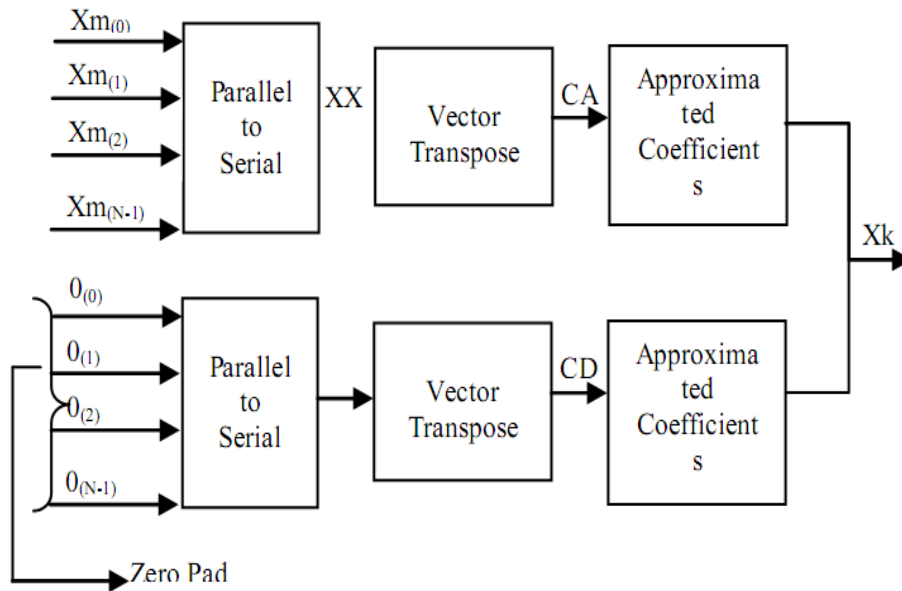 Xm(0)
Xm(1)
Xm(2)
Xm(N-1)
Parallel
to
Serial
XX
Vector
Transpose
CA
Approxima
ted
Coefficient
s
Xk
0(0)
0(1)
0(2)
0(N-1)
Parallel
to
Serial
Vector
Transpose
CD
Approxima
ted
Coefficient
s
Zero Pad